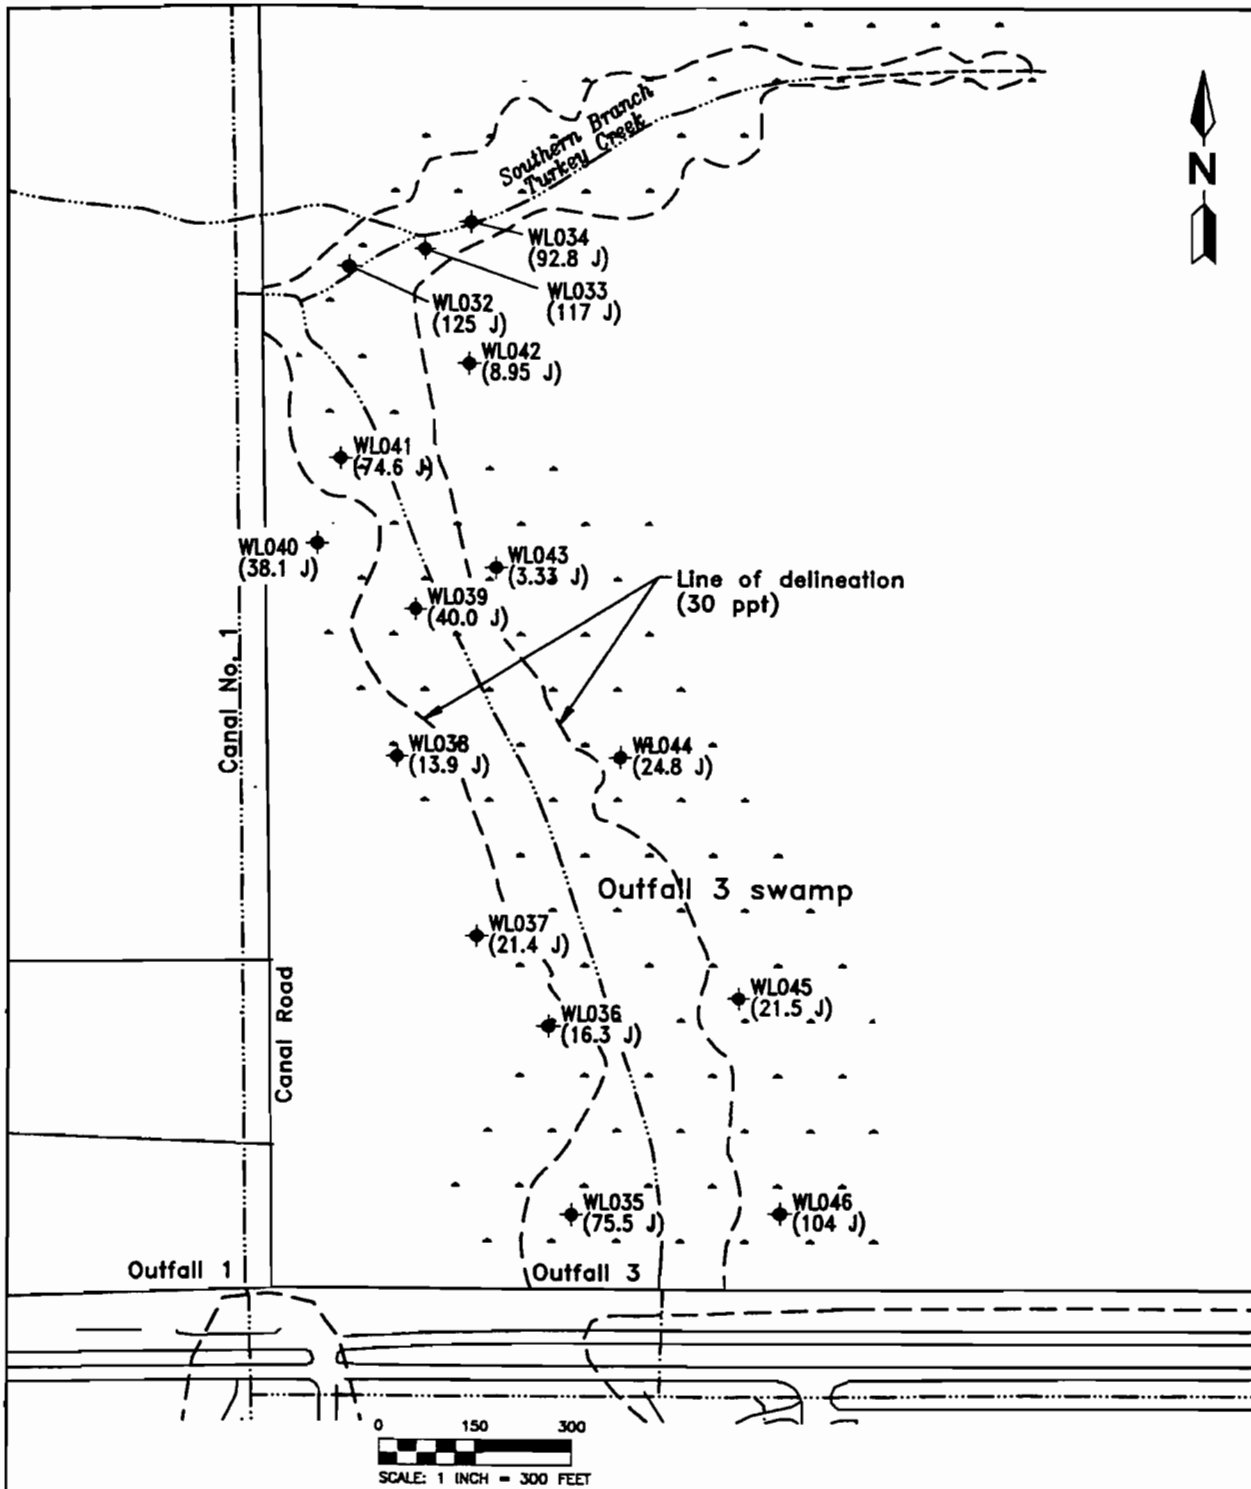 Southern Branch
Turkey Creek
N
WL034
(92.8 J)
WL033
(117 J)
WL032
(125 J)
WL042
(8.95 J)
WL041
(74.6 J)
WL040
(38.1 J)
WL043
(3.33 J)
Line of delineation
(30 ppt)
WL039
(40.0 J)
Canal No. 1
WL038
(13.9 J)
WL044
(24.8 J)
Outfall 3 swamp
WL037
(21.4 J)
WL045
(21.5 J)
WL036
(16.3 J)
Canal Road
WL035
(75.5 J)
WL046
(104 J)
Outfall 1
Outfall 3
0 150 300
SCALE: 1 INCH = 300 FEET